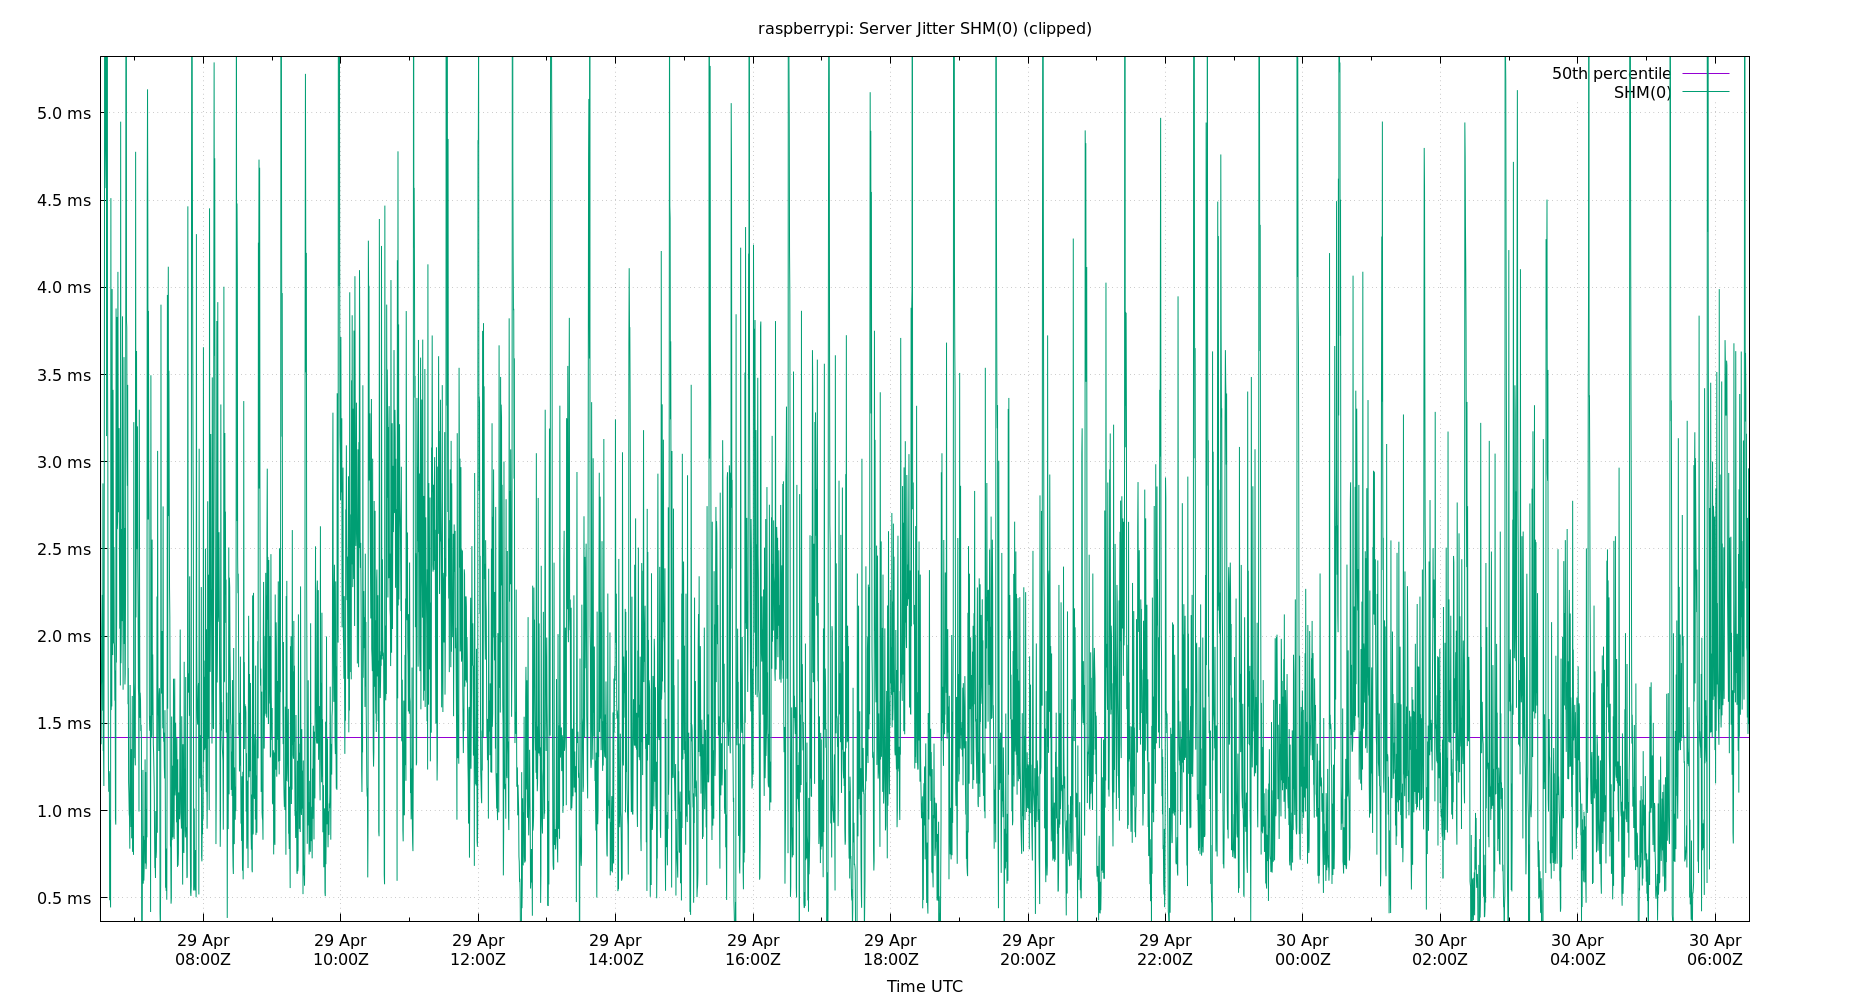 raspberrypi: Server Jitter SHM(0) (clipped)
50th percentile
SHM(0)
5.0 ms
4.5 ms
4.0 ms
3.5 ms
3.0 ms
2.5 ms
2.0 ms
1.5 ms
1.0 ms
0.5 ms
29 Apr 29 Apr 29 Apr 29 Apr 29 Apr 29 Apr 29 Apr 29 Apr 30 Apr 30 Apr 30 Apr 30 Apr
08:00Z 10:00Z 12:00Z 14:00Z 16:00Z 18:00Z 20:00Z 22:00Z 00:00Z 02:00Z 04:00Z 06:00Z
Time UTC